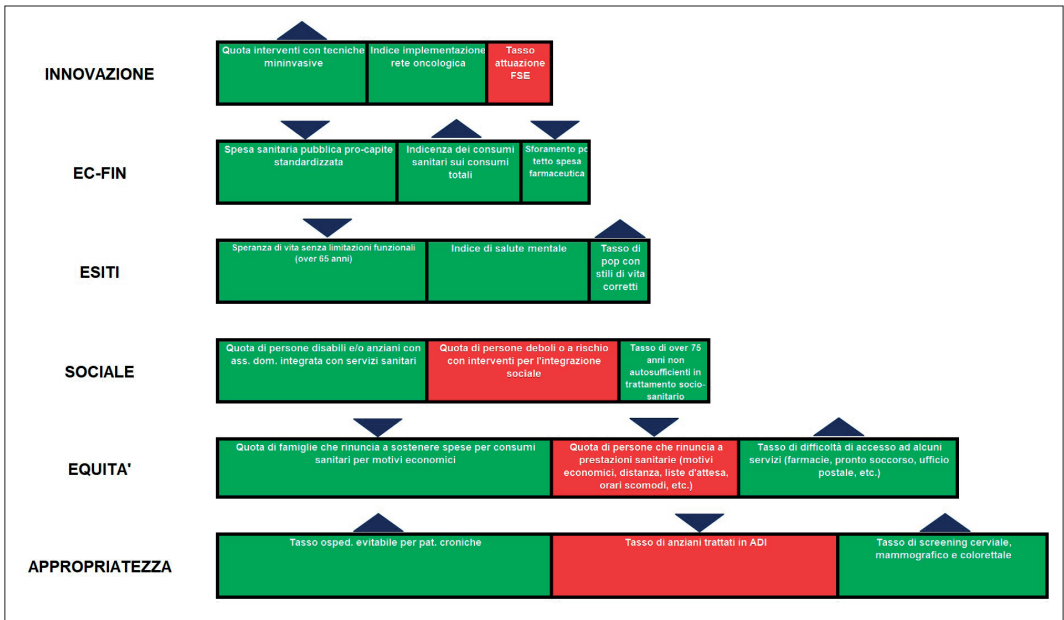 INNOVAZIONE
Quota interventi con tecniche
mininvasive
Indice implementazione
rete oncologica
Tasso
attuazione
FSE
EC-FIN
Spesa sanitaria pubblica pro-capite
standardizzata
Indicenza dei consumi
sanitari sui consumi
totali
Sforamento pc
tetto spesa
farmaceutica
ESITI
Speranza di vita senza limitazioni funzionali
(over 65 anni)
Indice di salute mentale
Tasso di
pop con
stili di vita
corretti
SOCIALE
Quota di persone disabili e/o anziani con
ass. dom. integrata con servizi sanitari
Quota di persone deboli o a rischio
con interventi per l'integrazione
sociale
Tasso di over 75
anni non
autosufficienti in
trattamento socio-
sanitario
EQUITA'
Quota di famiglie che rinuncia a sostenere spese per consumi
sanitari per motivi economici
Quota di persone che rinuncia a
prestazioni sanitarie (motivi
economici, distanza, liste d'attesa,
orari scomodi, etc.)
Tasso di difficoltà di accesso ad alcuni
servizi (farmacie, pronto soccorso, ufficio
postale, etc.)
APPROPRIATEZZA
Tasso osped. evitabile per pat. croniche
Tasso di anziani trattati in ADI
Tasso di screening cerviale,
mammografico e colorettale